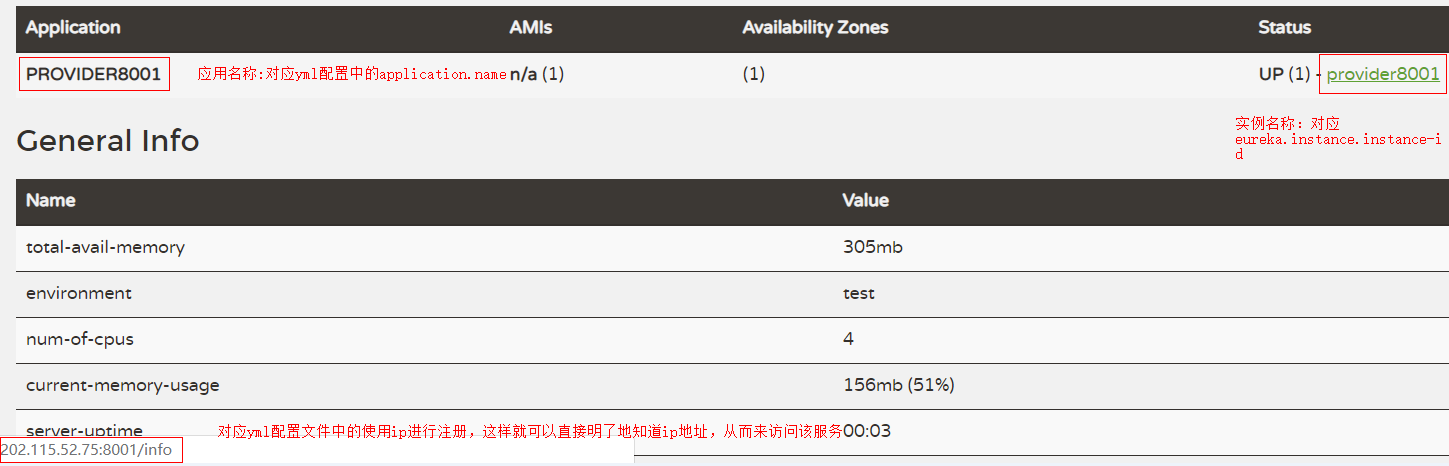 Application AMIs Availability Zones Status
PROVIDER8001 应用名称:对应yml配置中的application.name n/a (1) (1) UP (1) - provider8001
实例名称：对应
eureka.instance.instance-i
d
General Info
Name Value
total-avail-memory 305mb
environment test
num-of-cpus 4
current-memory-usage 156mb (51%)
server-uptime 对应yml配置文件中的使用ip进行注册，这样就可以直接明了地知道ip地址，从而来访问该服务 00:03
202.115.52.75:8001/info